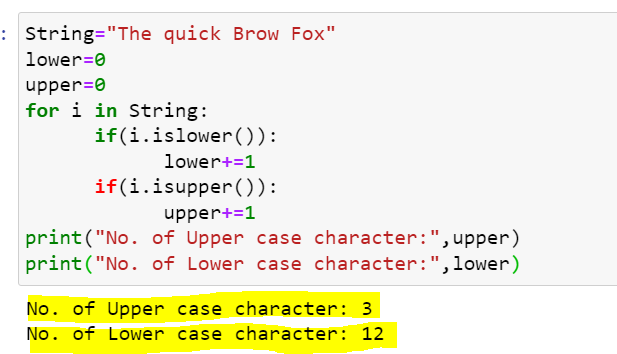 : String="The quick Brow Fox"
lower=0
upper=0
for i in String:
if(i.islower()):
lower+=1
if(i.isupper()):
upper+=1
print("No. of Upper case character:",upper)
print("No. of Lower case character:",lower)
No. of Upper case character: 3
No. of Lower case character: 12